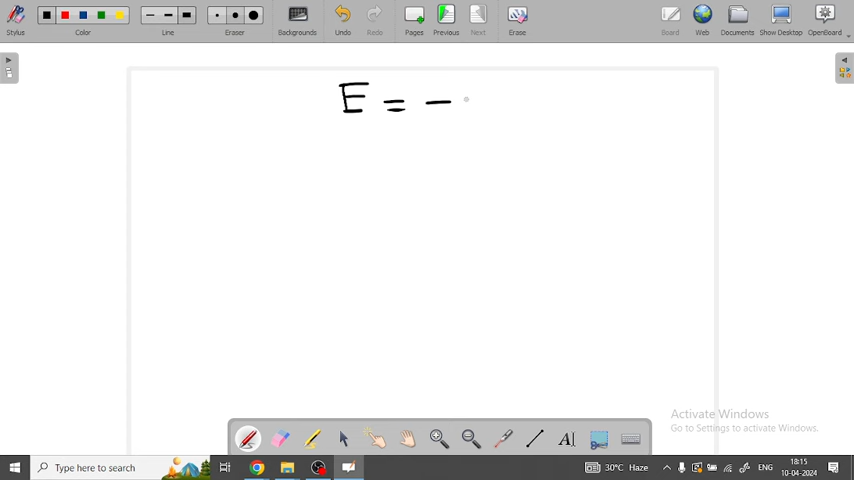 Stylus
Color
Line
Eraser
Backgrounds
Undo
Redo
Pages
Previous
Next
Erase
Board
Web
Documents
Show Desktop
OpenBoard
E = –
Activate Windows
Go to Settings to activate Windows.
Type here to search
30°C Haze
ENG
18:15
10-04-2024